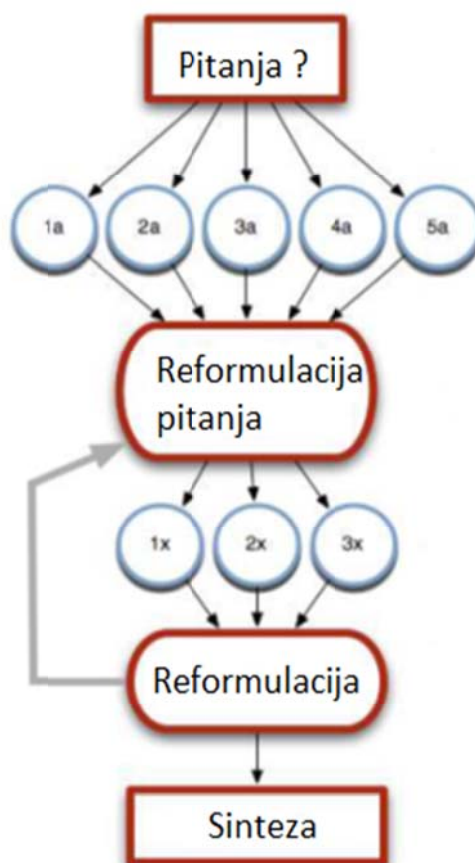 Pitanja ?
1a 2a 3a 4a 5a
Reformulacija
pitanja
1x 2x 3x
Reformulacija
Sinteza